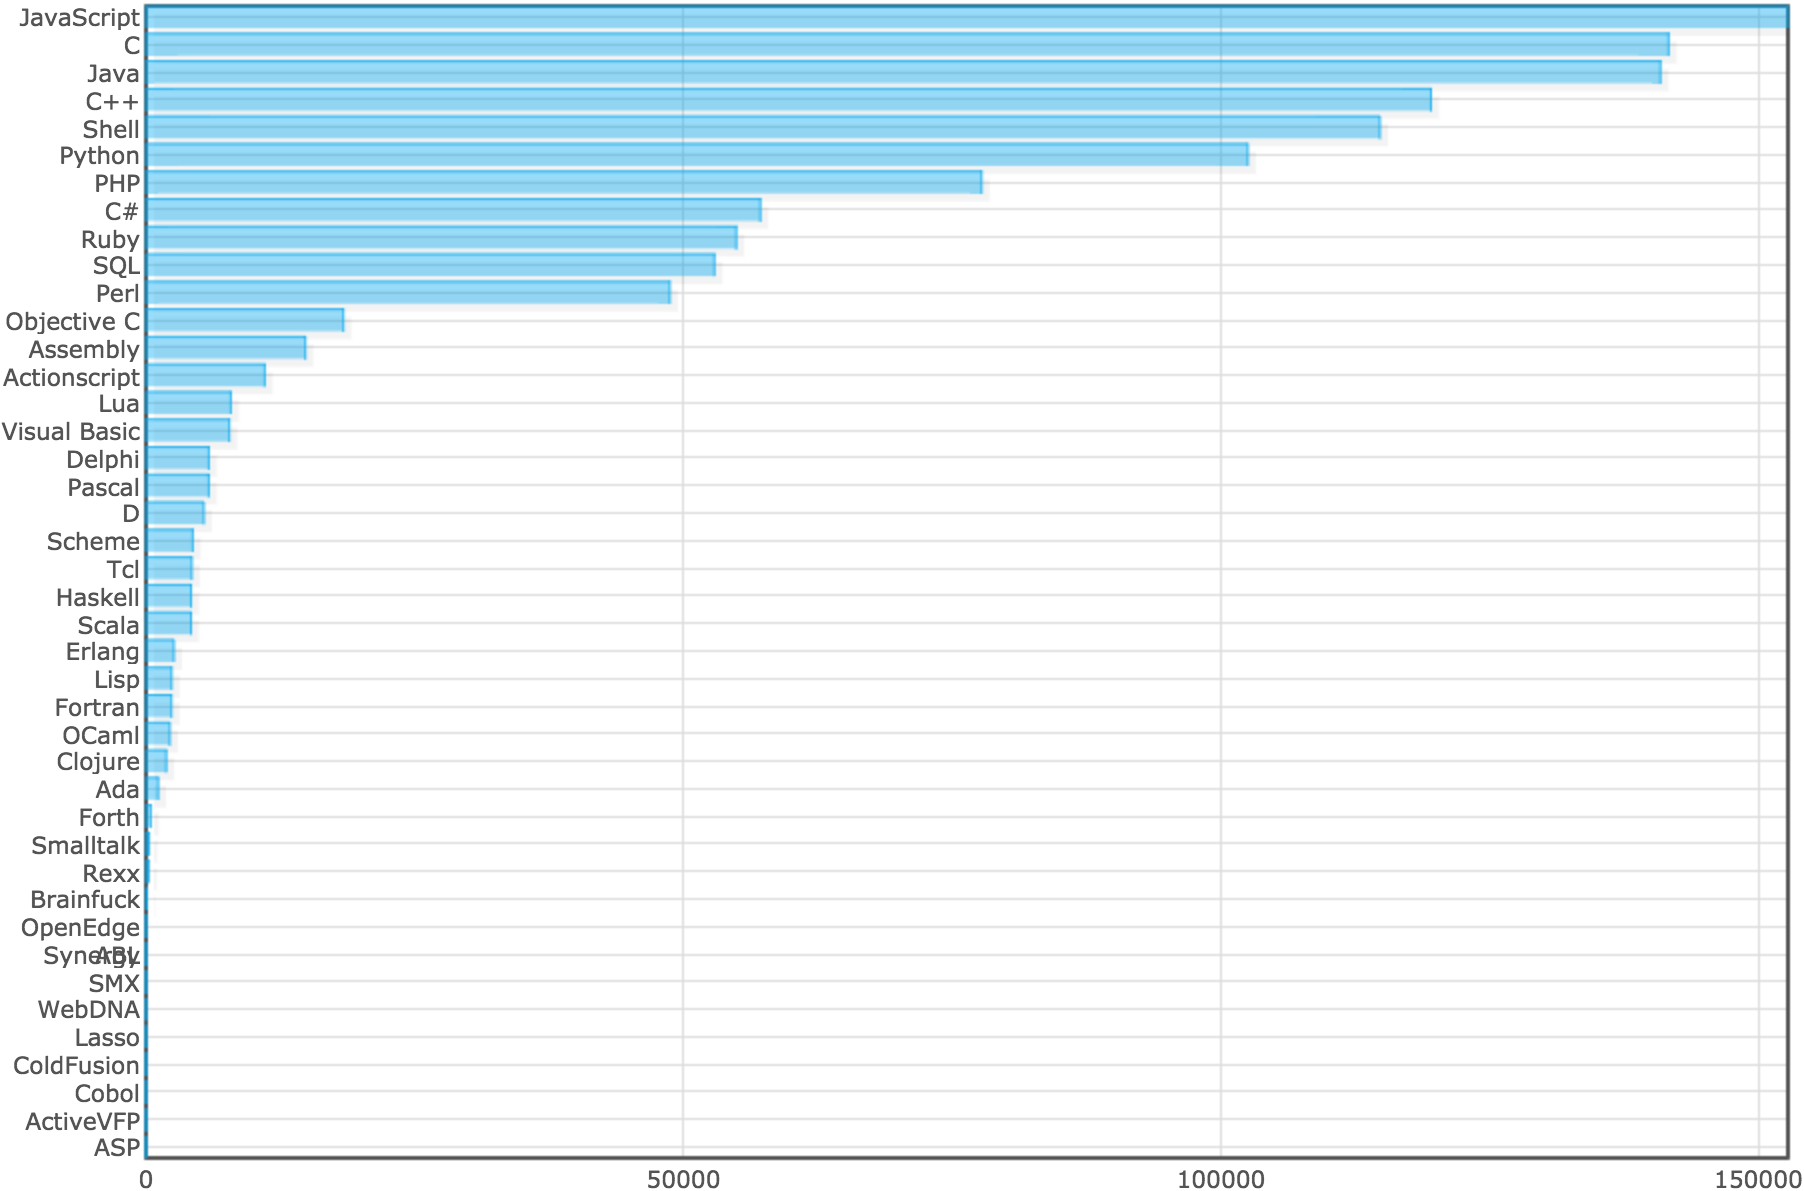 JavaScript
C
Java
C++
Shell
Python
PHP
C#
Ruby
SQL
Perl
Objective C
Assembly
Actionscript
Lua
Visual Basic
Delphi
Pascal
D
Scheme
Tcl
Haskell
Scala
Erlang
Lisp
Fortran
OCaml
Clojure
Ada
Forth
Smalltalk
Rexx
Brainfuck
OpenEdge
ABL
Synergy
SMX
WebDNA
Lasso
ColdFusion
Cobol
ActiveVFP
ASP
0 50000 100000 150000